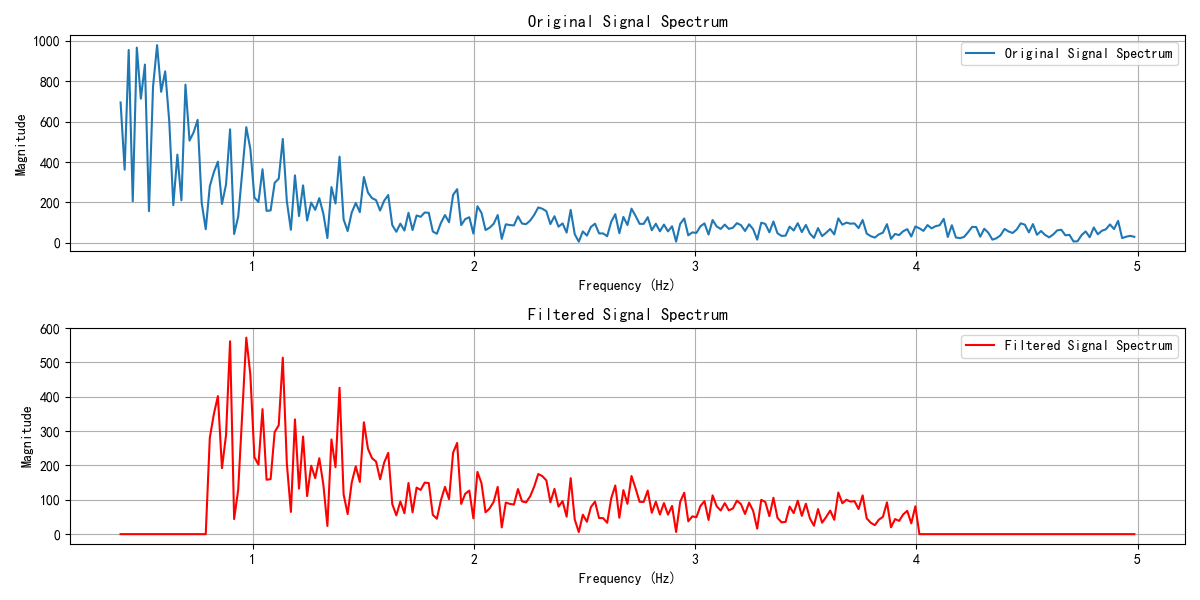 Original Signal Spectrum
1000
800
600
400
200
0
Magnitude
Original Signal Spectrum
1
2
3
4
5
Frequency (Hz)
Filtered Signal Spectrum
600
500
400
300
200
100
0
Magnitude
Filtered Signal Spectrum
1
2
3
4
5
Frequency (Hz)